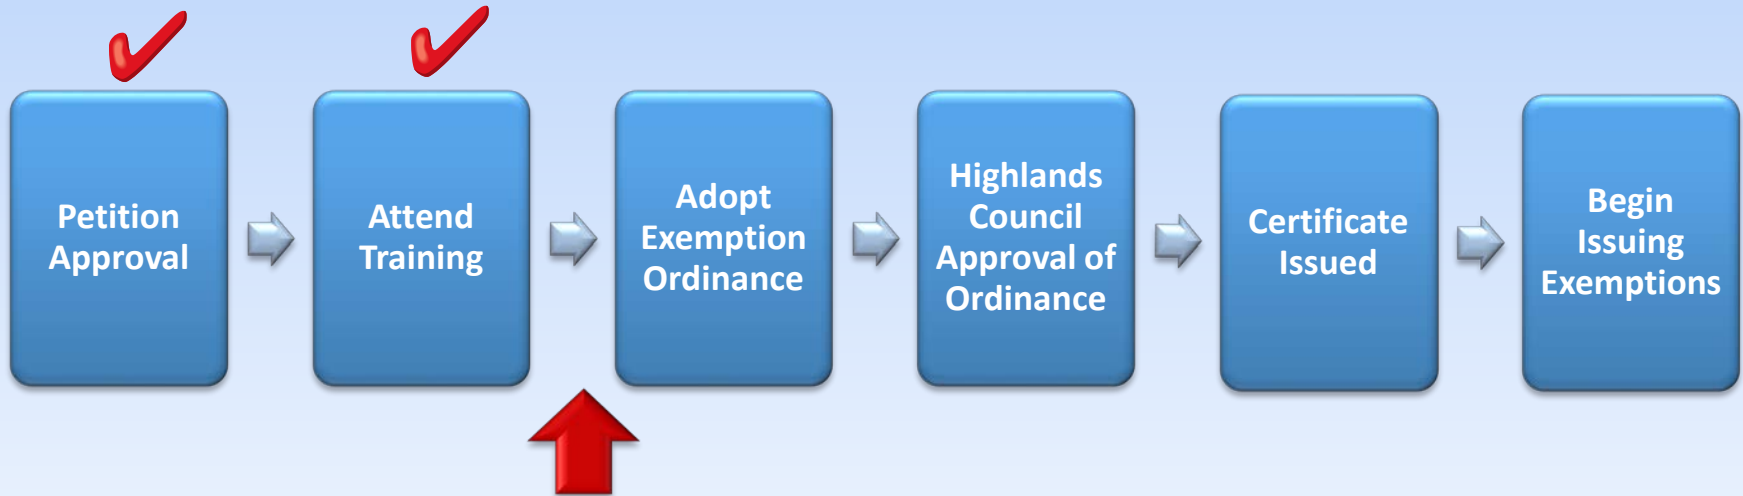 Petition
Approval
Attend
Training
Adopt
Exemption
Ordinance
Highlands
Council
Approval of
Ordinance
Certificate
Issued
Begin
Issuing
Exemptions